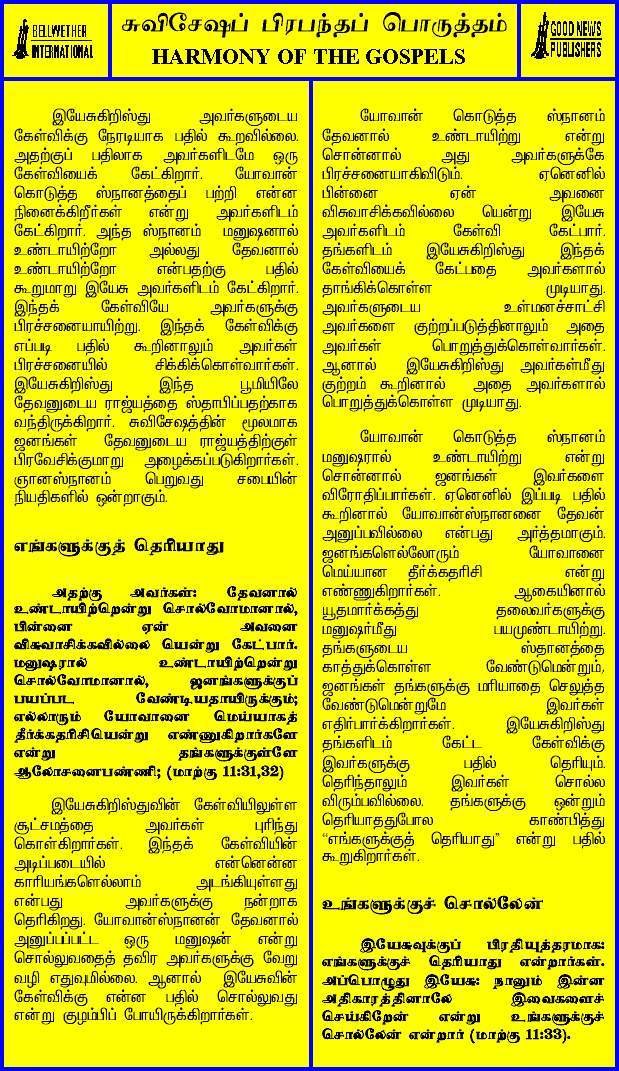 BELLWETHER
INTERNATIONAL
சுவிசேஷப் பிரபந்தப் பொருத்தம்
HARMONY OF THE GOSPELS
GOOD NEWS
PUBLISHERS
இயேசுகிறிஸ்து அவர்களுடைய
கேள்விக்கு நேரடியாக பதில் கூறவில்லை.
அதற்குப் பதிலாக அவர்களிடமே ஒரு
கேள்வியைக் கேட்கிறார். யோவான்
கொடுத்த ஸ்நானத்தைப் பற்றி என்ன
நினைக்கிறீர்கள் என்று அவர்களிடம்
கேட்கிறார். அந்த ஸ்நானம் மனுஷனால்
உண்டாயிற்றோ அல்லது தேவனால்
உண்டாயிற்றோ என்பதற்கு பதில்
கூறுமாறு இயேசு அவர்களிடம் கேட்கிறார்.
இந்தக் கேள்வியே அவர்களுக்கு
பிரச்சனையாயிற்று. இந்தக் கேள்விக்கு
எப்படி பதில் கூறினாலும் அவர்கள்
பிரச்சனையில் சிக்கிக்கொள்வார்கள்.
இயேசுகிறிஸ்து இந்த பூமியிலே
தேவனுடைய ராஜ்யத்தை ஸ்தாபிப்பதற்காக
வந்திருக்கிறார். சுவிசேஷத்தின் மூலமாக
ஜனங்கள் தேவனுடைய ராஜ்யத்திற்குள்
பிரவேசிக்குமாறு அழைக்கப்படுகிறார்கள்.
ஞானஸ்நானம் பெறுவது சபையின்
நியதிகளில் ஒன்றாகும்.
எங்களுக்குத் தெரியாது
அதற்கு அவர்கள்: தேவனால்
உண்டாயிற்றென்று சொல்வோமானால்,
பின்னை ஏன் அவனை
விசுவாசிக்கவில்லை யென்று கேட்பார்.
மனுஷரால் உண்டாயிற்றென்று
சொல்வோமானால், ஜனங்களுக்குப்
பயப்பட வேண்டியதாயிருக்கும்;
எல்லாரும் யோவானை மெய்யாகத்
தீர்க்கதரிசியென்று எண்ணுகிறார்களே
என்று தங்களுக்குள்ளே
ஆலோசனைபண்ணி; (மாற்கு 11:31,32)
இயேசுகிறிஸ்துவின் கேள்வியிலுள்ள
சூட்சமத்தை அவர்கள் புரிந்து
கொள்கிறார்கள். இந்தக் கேள்வியின்
அடிப்படையில் என்னென்ன
காரியங்களெல்லாம் அடங்கியுள்ளது
என்பது அவர்களுக்கு நன்றாக
தெரிகிறது. யோவான்ஸ்நானன் தேவனால்
அனுப்பப்பட்ட ஒரு மனுஷன் என்று
சொல்லுவதைத் தவிர அவர்களுக்கு வேறு
வழி எதுவுமில்லை. ஆனால் இயேசுவின்
கேள்விக்கு என்ன பதில் சொல்லுவது
என்று குழம்பிப் போயிருக்கிறார்கள்.
யோவான் கொடுத்த ஸ்நானம்
தேவனால் உண்டாயிற்று என்று
சொன்னால் அது அவர்களுக்கே
பிரச்சனையாகிவிடும். ஏனெனில்
பின்னை ஏன் அவனை
விசுவாசிக்கவில்லை யென்று இயேசு
அவர்களிடம் கேள்வி கேட்பார்.
தங்களிடம் இயேசுகிறிஸ்து இந்தக்
கேள்வியைக் கேட்பதை அவர்களால்
தாங்கிக்கொள்ள முடியாது.
அவர்களுடைய உள்மனச்சாட்சி
அவர்களை குற்றப்படுத்தினாலும் அதை
அவர்கள் பொறுத்துக்கொள்வார்கள்.
ஆனால் இயேசுகிறிஸ்து அவர்கள்மீது
குற்றம் கூறினால் அதை அவர்களால்
பொறுத்துக்கொள்ள முடியாது.
யோவான் கொடுத்த ஸ்நானம்
மனுஷரால் உண்டாயிற்று என்று
சொன்னால் ஜனங்கள் இவர்களை
விரோதிப்பார்கள். ஏனெனில் இப்படி பதில்
கூறினால் யோவான்ஸ்நானனை தேவன்
அனுப்பவில்லை என்பது அர்த்தமாகும்.
ஜனங்களெல்லோரும் யோவானை
மெய்யான தீர்க்கதரிசி என்று
எண்ணுகிறார்கள். ஆகையினால்
யூதமார்க்கத்து தலைவர்களுக்கு
மனுஷர்மீது பயமுண்டாயிற்று.
தங்களுடைய ஸ்தானத்தை
காத்துக்கொள்ள வேண்டுமென்றும்,
ஜனங்கள் தங்களுக்கு மரியாதை செலுத்த
வேண்டுமென்றுமே இவர்கள்
எதிர்பார்க்கிறார்கள். இயேசுகிறிஸ்து
தங்களிடம் கேட்ட கேள்விக்கு
இவர்களுக்கு பதில் தெரியும்.
தெரிந்தாலும் இவர்கள் சொல்ல
விரும்பவில்லை. தங்களுக்கு ஒன்றும்
தெரியாததுபோல காண்பித்து
“எங்களுக்குத் தெரியாது” என்று பதில்
கூறுகிறார்கள்.
உங்களுக்குச் சொல்லேன்
இயேசுவுக்குப் பிரதியுத்தரமாக:
எங்களுக்குச் தெரியாது என்றார்கள்.
அப்பொழுது இயேசு: நானும் இன்ன
அதிகாரத்தினாலே இவைகளைச்
செய்கிறேன் என்று உங்களுக்குச்
சொல்லேன் என்றார் (மாற்கு 11:33).